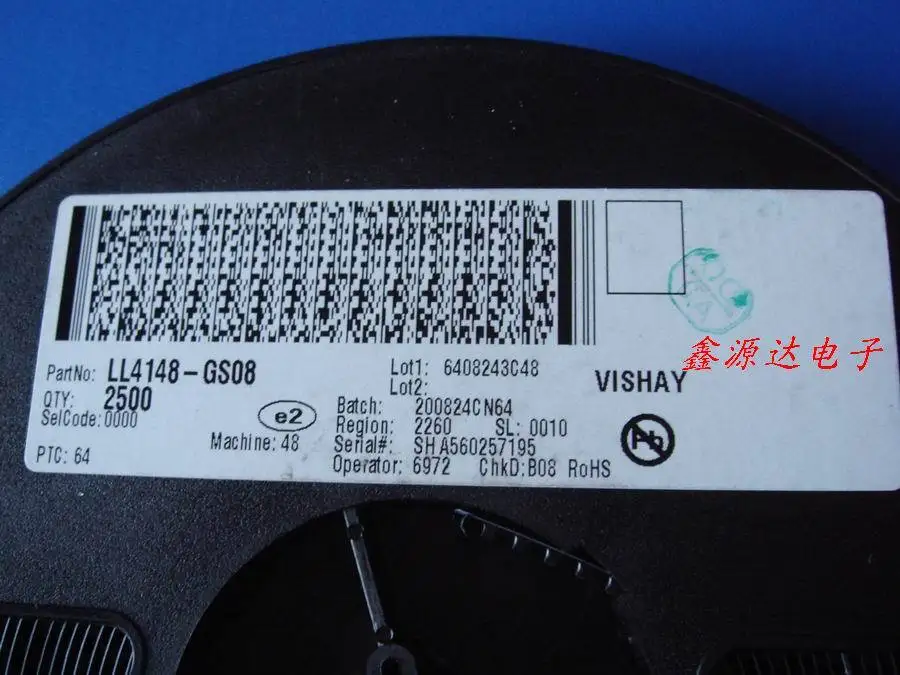 鑫源达电子
PartNo: LL4148-GS08
QTY: 2500
SelCode: 0000
e2
Machine: 48
PTC: 64
Lot1: 6408243C48
Lot2:
Batch: 200824CN64
Region: 2260 SL: 0010
Serial#: SHA560257195
Operator: 6972 ChkD:B08 RoHS
VISHAY
Pb